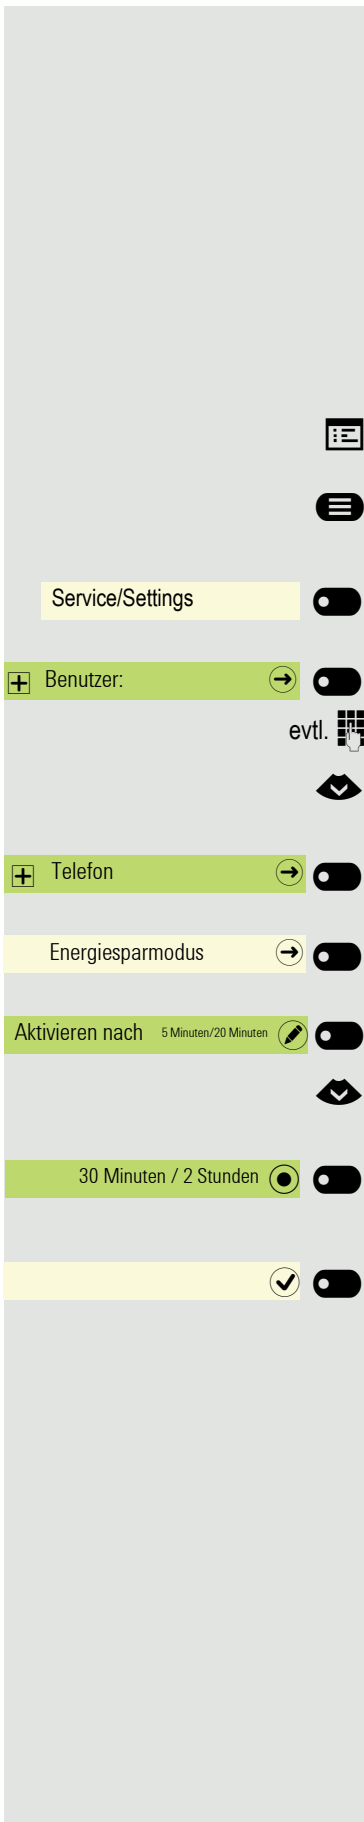 Service/Settings
Benutzer:
evtl.
Telefon
Energiesparmodus
Aktivieren nach 5 Minuten/20 Minuten
30 Minuten / 2 Stunden